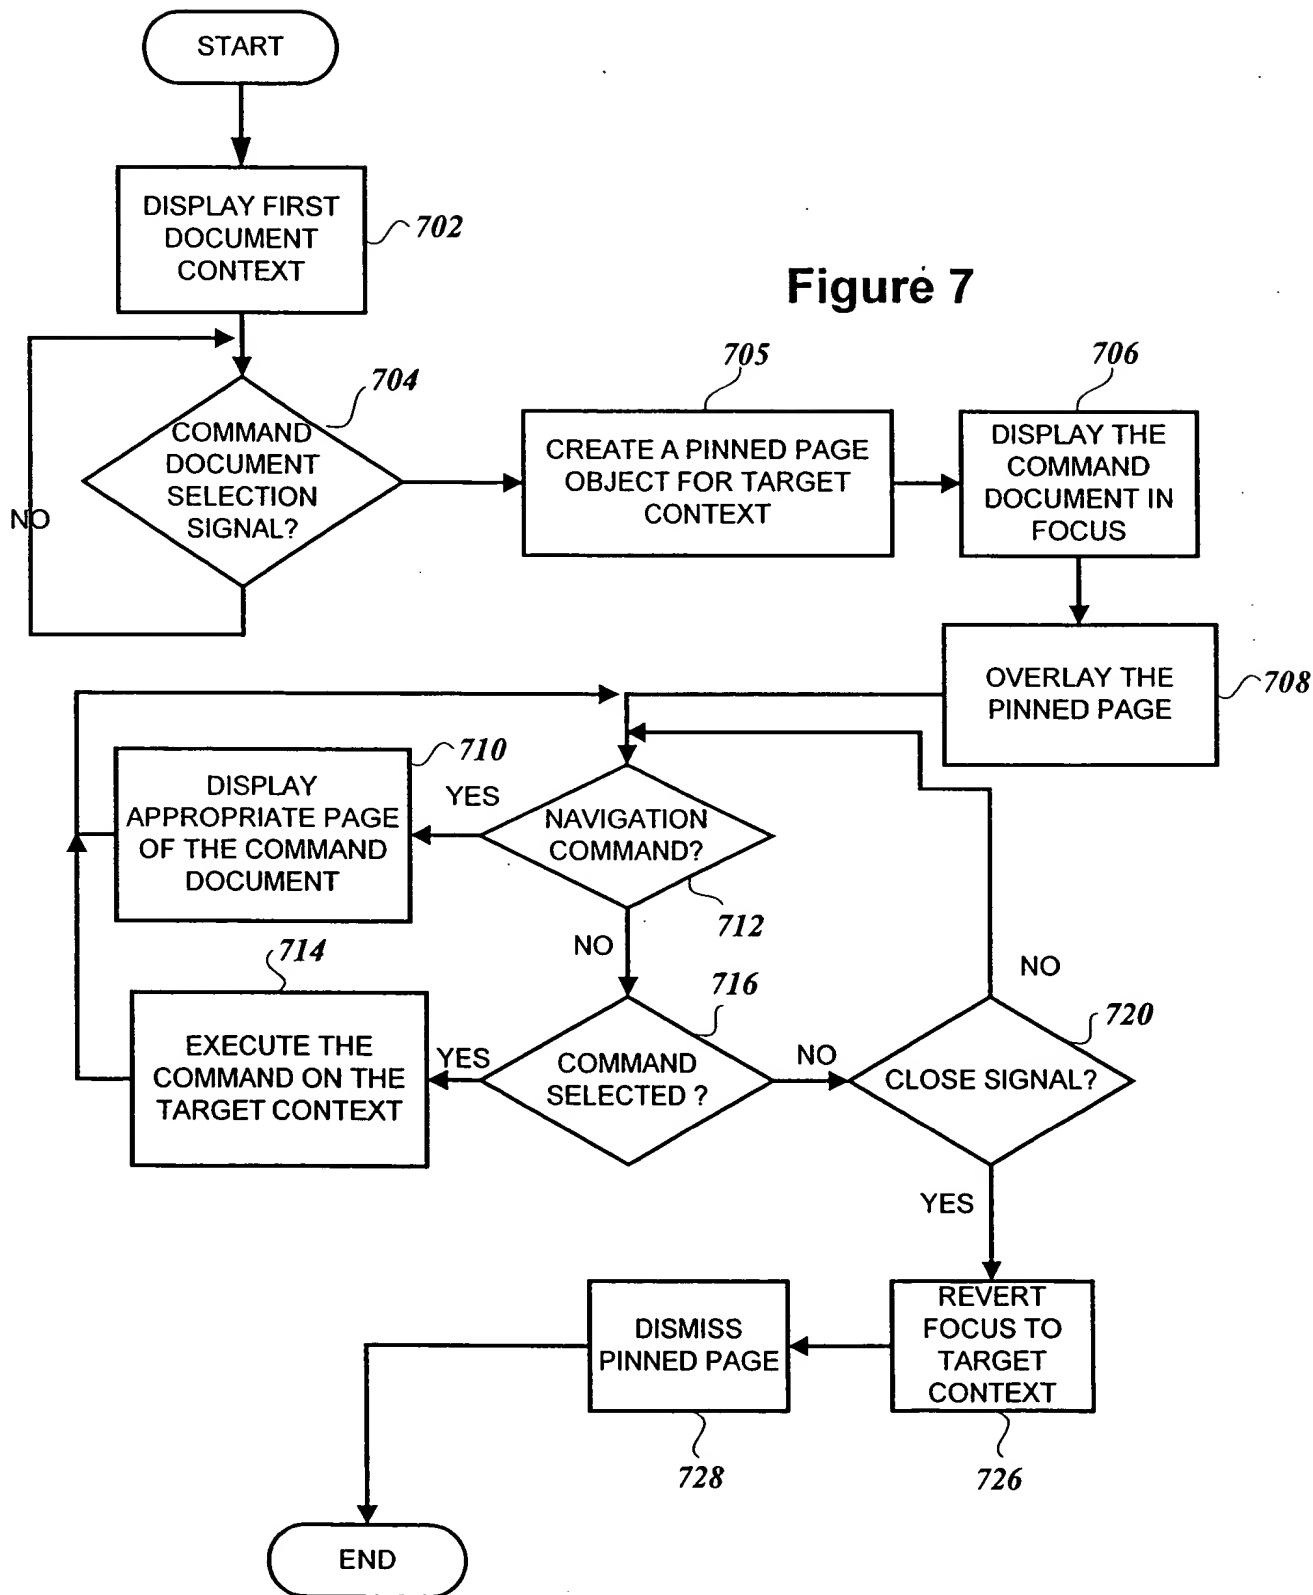 START
DISPLAY FIRST
DOCUMENT
CONTEXT
702
Figure 7
704
COMMAND
DOCUMENT
SELECTION
SIGNAL?
NO
705
CREATE A PINNED PAGE
OBJECT FOR TARGET
CONTEXT
706
DISPLAY THE
COMMAND
DOCUMENT IN
FOCUS
OVERLAY THE
PINNED PAGE
708
710
DISPLAY
APPROPRIATE PAGE
OF THE COMMAND
DOCUMENT
YES
NAVIGATION
COMMAND?
712
NO
714
EXECUTE THE
COMMAND ON THE
TARGET CONTEXT
YES
716
COMMAND
SELECTED ?
NO
NO
720
CLOSE SIGNAL?
YES
REVERT
FOCUS TO
TARGET
CONTEXT
726
DISMISS
PINNED PAGE
728
END